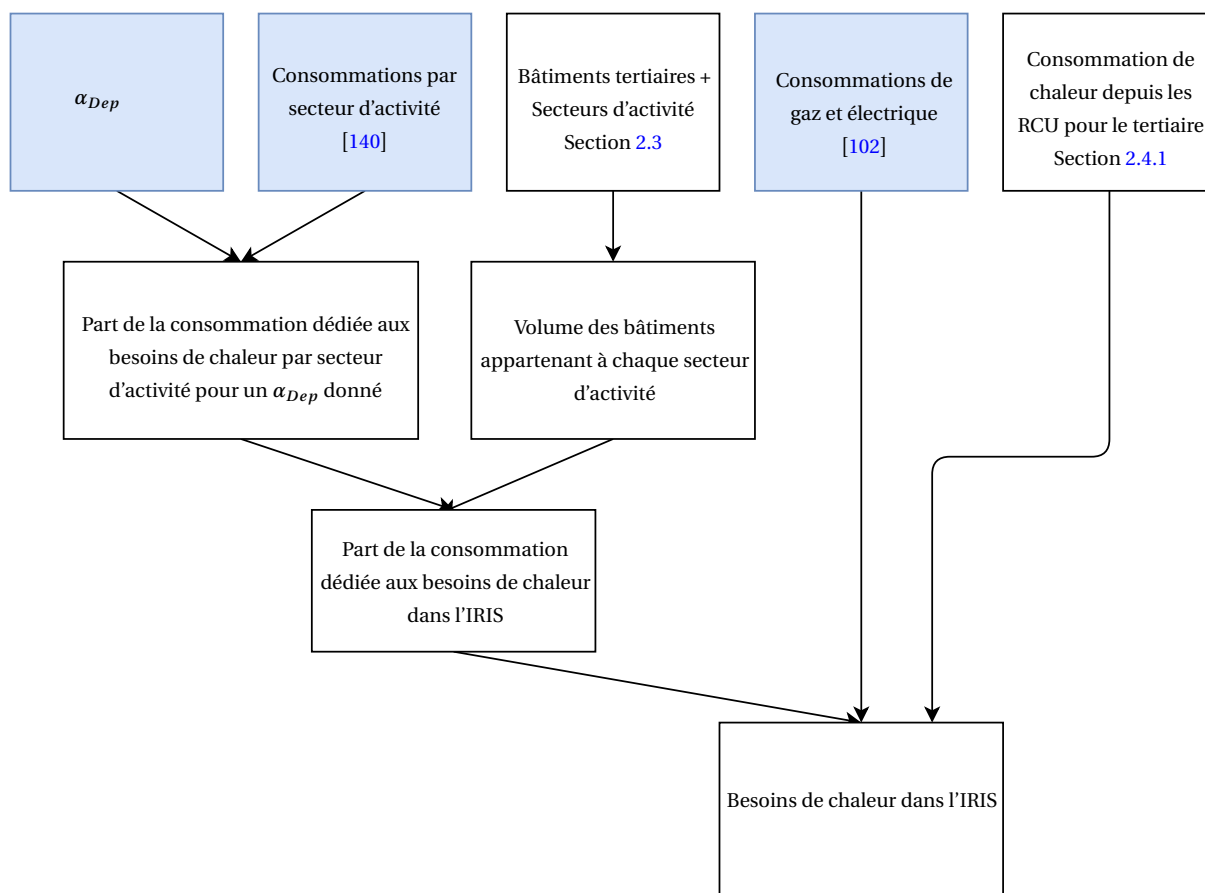 α_Dep
Consommations par
secteur d'activité
[140]
Bâtiments tertiaires +
Secteurs d'activité
Section 2.3
Consommations de
gaz et électrique
[102]
Consommation de
chaleur depuis les
RCU pour le tertiaire
Section 2.4.1
Part de la consommation dédiée aux
besoins de chaleur par secteur
d'activité pour un α_Dep donné
Volume des bâtiments
appartenant à chaque secteur
d'activité
Part de la consommation
dédiée aux besoins de chaleur
dans l'IRIS
Besoins de chaleur dans l'IRIS